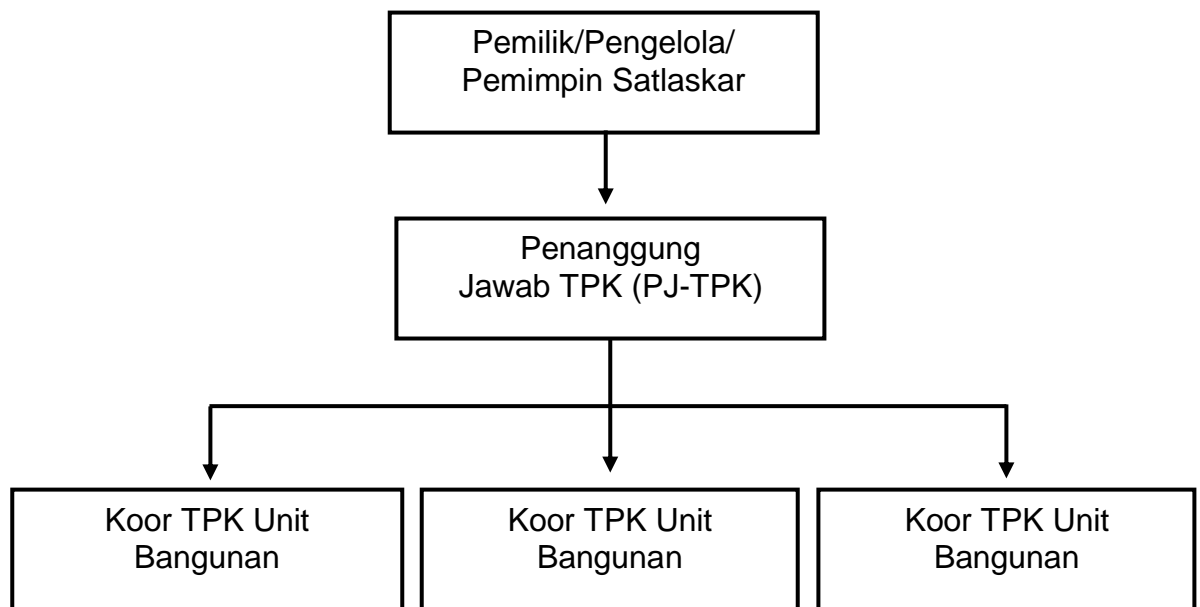 Pemilik/Pengelola/
Pemimpin Satlaskar
Penanggung
Jawab TPK (PJ-TPK)
Koor TPK Unit
Bangunan
Koor TPK Unit
Bangunan
Koor TPK Unit
Bangunan